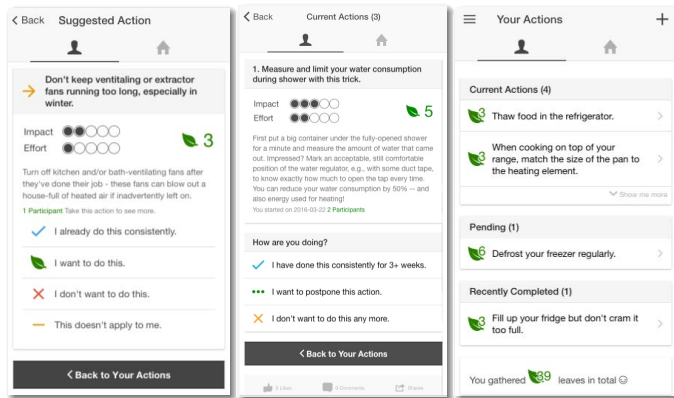 Back Suggested Action
Don't keep ventitaling or extractor
fans running too long, especially in
winter.
Impact
Effort
3
Turn off kitchen and/or bath-ventilating fans after
they've done their job - these fans can blow out a
house-full of heated air if inadvertently left on.
1 Participant Take this action to see more.
I already do this consistently.
I want to do this.
I don't want to do this.
This doesn't apply to me.
Back to Your Actions
Back Current Actions (3)
1. Measure and limit your water consumption
during shower with this trick.
Impact
Effort
5
First put a big container under the fully-opened shower
for a minute and measure the amount of water that came
out. Impressed? Mark an acceptable, still comfortable
position of the water regulator, e.g., with some duct tape,
to know exactly how much to open the tap every time.
You can reduce your water consumption by 50% -- and
also energy used for heating!
You started on 2016-03-22 2 Participants
How are you doing?
I have done this consistently for 3+ weeks.
I want to postpone this action.
I don't want to do this any more.
Back to Your Actions
3 Likes 0 Comments Shares
Your Actions
Current Actions (4)
3 Thaw food in the refrigerator.
When cooking on top of your
3 range, match the size of the pan to
the heating element.
Show me more
Pending (1)
6 Defrost your freezer regularly.
Recently Completed (1)
3 Fill up your fridge but don't cram it
too full.
You gathered 39 leaves in total